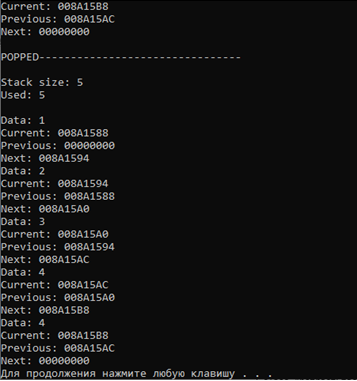 Current: 008A15B8
Previous: 008A15AC
Next: 00000000
POPPED--------------------------------
Stack size: 5
Used: 5
Data: 1
Current: 008A1588
Previous: 00000000
Next: 008A1594
Data: 2
Current: 008A1594
Previous: 008A1588
Next: 008A15A0
Data: 3
Current: 008A15A0
Previous: 008A1594
Next: 008A15AC
Data: 4
Current: 008A15AC
Previous: 008A15A0
Next: 008A15B8
Data: 4
Current: 008A15B8
Previous: 008A15AC
Next: 00000000
Для продолжения нажмите любую клавишу . . .